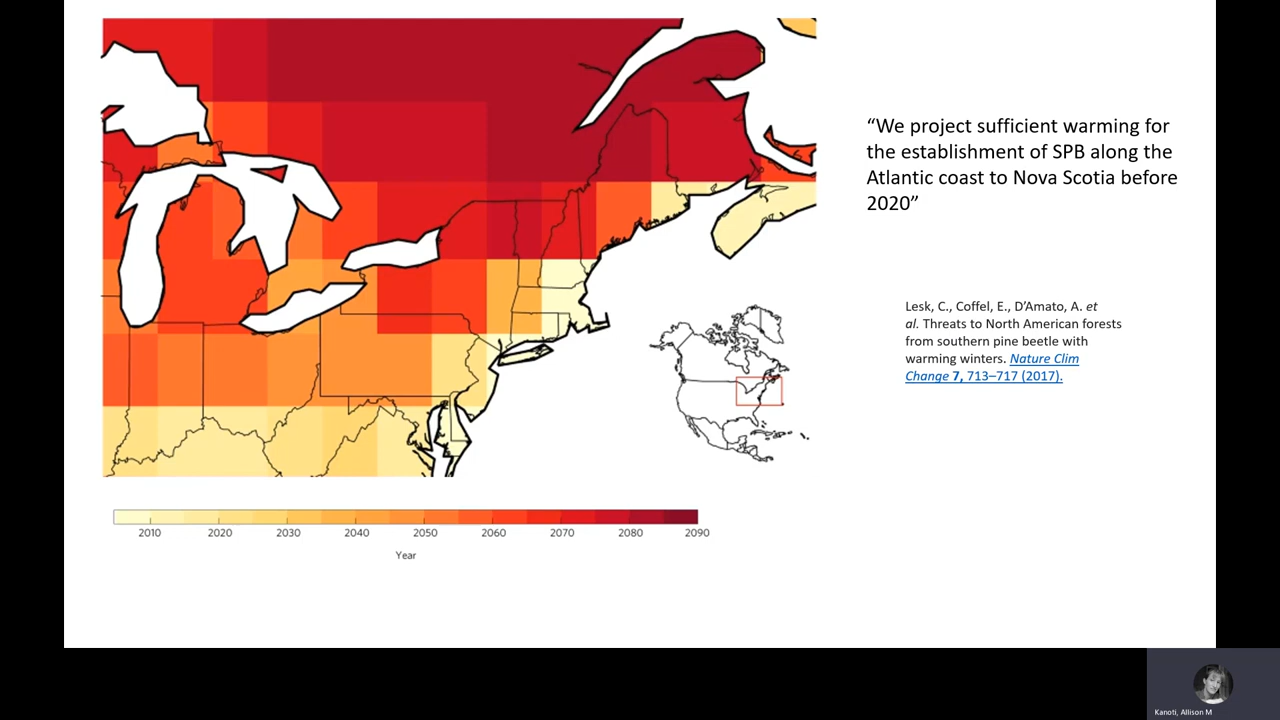 “We project sufficient warming for
the establishment of SPB along the
Atlantic coast to Nova Scotia before
2020”
Lesk, C., Coffel, E., D’Amato, A. et
al. Threats to North American forests
from southern pine beetle with
warming winters. Nature Clim
Change 7, 713–717 (2017).
2010 2020 2030 2040 2050 2060 2070 2080 2090
Year
Kanoti, Allison M